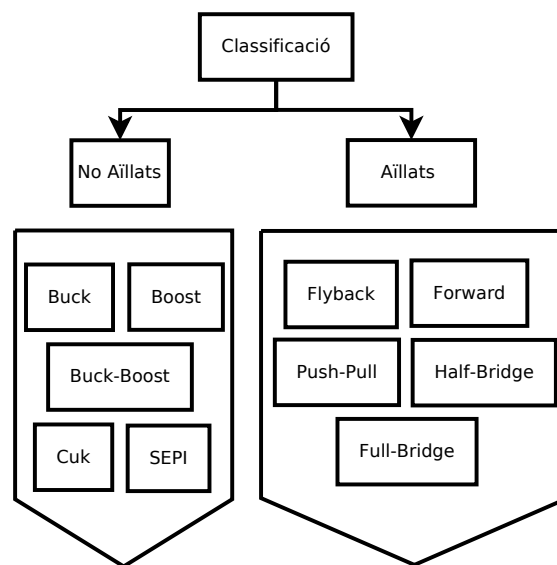 Classificació
No Aïllats
Aïllats
Buck
Boost
Buck-Boost
Cuk
SEPI
Flyback
Forward
Push-Pull
Half-Bridge
Full-Bridge